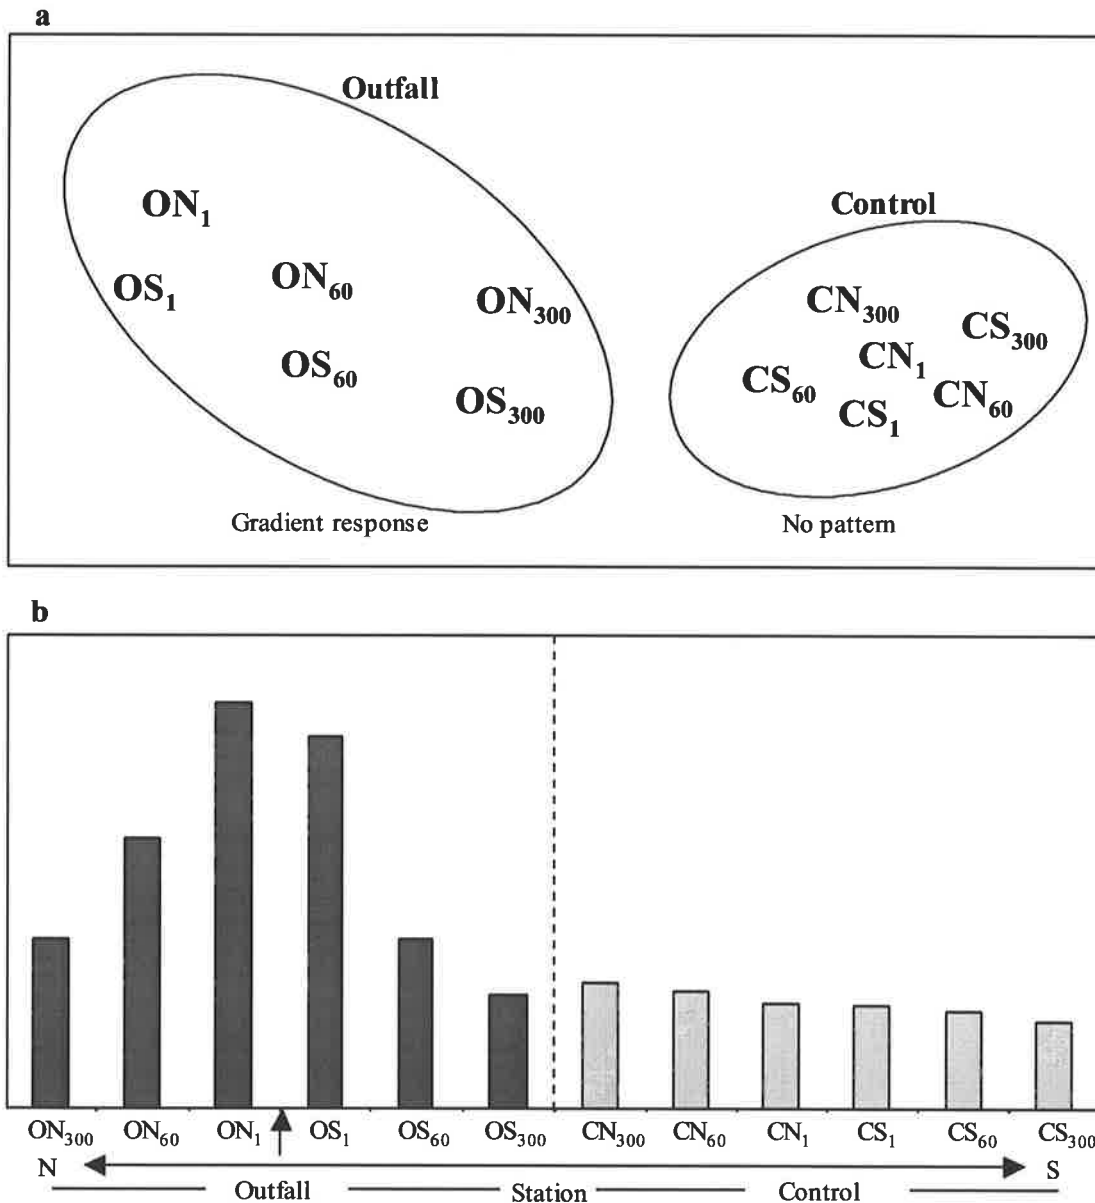 a
Outfall
Control
ON₁
OS₁
ON₆₀
ON₃₀₀
OS₆₀
OS₃₀₀
CN₃₀₀
CS₃₀₀
CN₁
CS₆₀
CN₆₀
CS₁
Gradient response
No pattern
b
ON₃₀₀ ON₆₀ ON₁ OS₁ OS₆₀ OS₃₀₀ CN₃₀₀ CN₆₀ CN₁ CS₁ CS₆₀ CS₃₀₀
N S
Outfall Station Control